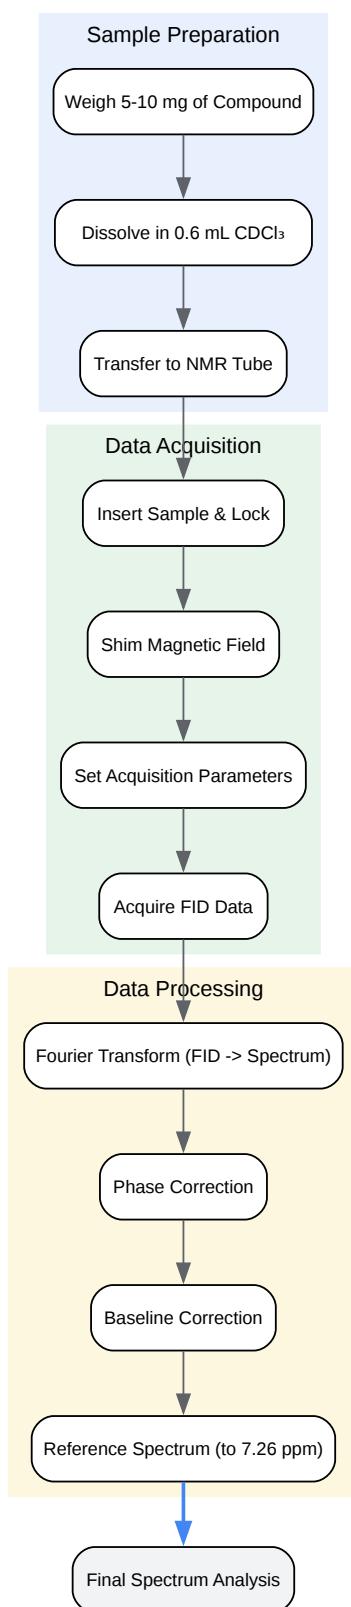 Sample Preparation
Weigh 5-10 mg of Compound
Dissolve in 0.6 mL CDCl₃
Transfer to NMR Tube
Data Acquisition
Insert Sample & Lock
Shim Magnetic Field
Set Acquisition Parameters
Acquire FID Data
Data Processing
Fourier Transform (FID -> Spectrum)
Phase Correction
Baseline Correction
Reference Spectrum (to 7.26 ppm)
Final Spectrum Analysis